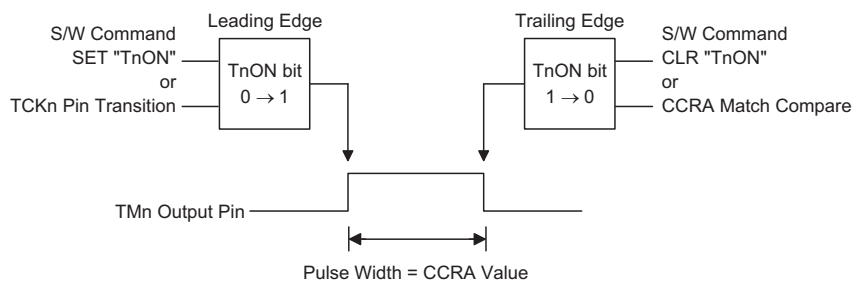 Leading Edge
S/W Command
SET "TnON"
or
TCKn Pin Transition
TnON bit
0 → 1
Trailing Edge
TnON bit
1 → 0
S/W Command
CLR "TnON"
or
CCRA Match Compare
TMn Output Pin
Pulse Width = CCRA Value